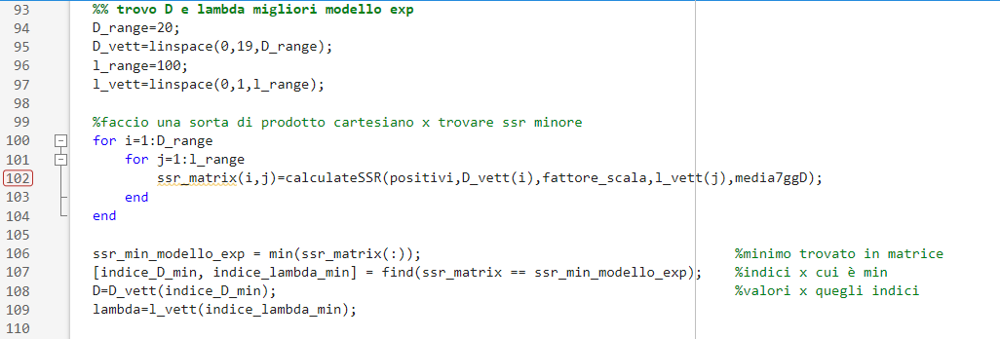 93 %% trovo D e lambda migliori modello exp
94 D_range=20;
95 D_vett=linspace(0,19,D_range);
96 l_range=100;
97 l_vett=linspace(0,1,l_range);
98
99 %faccio una sorta di prodotto cartesiano x trovare ssr minore
100 for i=1:D_range
101 for j=1:l_range
102 ssr_matrix(i,j)=calculateSSR(positivi,D_vett(i),fattore_scala,l_vett(j),media7ggD);
103 end
104 end
105
106 ssr_min_modello_exp = min(ssr_matrix(:)); %minimo trovato in matrice
107 [indice_D_min, indice_lambda_min] = find(ssr_matrix == ssr_min_modello_exp); %indici x cui è min
108 D=D_vett(indice_D_min); %valori x quegli indici
109 lambda=l_vett(indice_lambda_min);
110